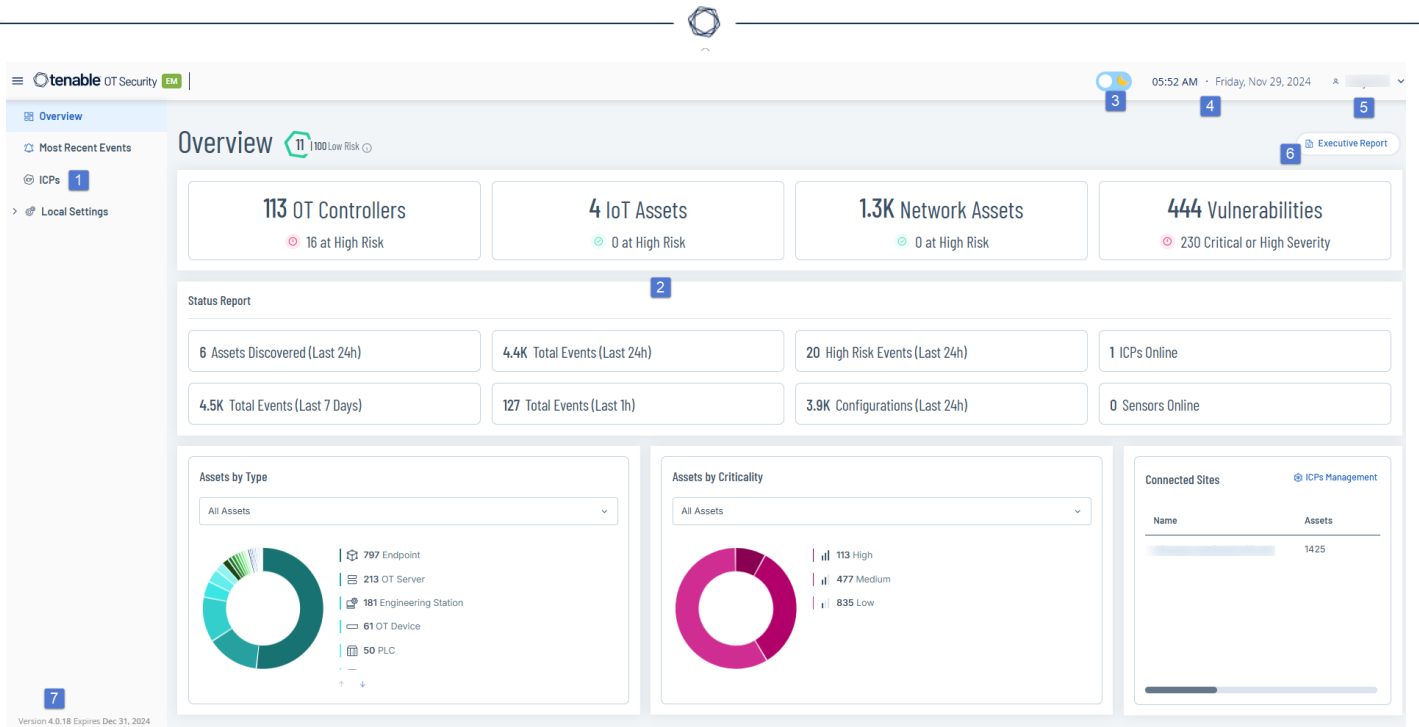 tenable OT Security EM
3
05:52 AM · Friday, Nov 29, 2024
4
5
Overview
Most Recent Events
ICPs 1
Local Settings
Overview 11 |100 Low Risk
6 Executive Report
113 OT Controllers
16 at High Risk
4 IoT Assets
0 at High Risk
1.3K Network Assets
0 at High Risk
444 Vulnerabilities
230 Critical or High Severity
2
Status Report
6 Assets Discovered (Last 24h)
4.4K Total Events (Last 24h)
20 High Risk Events (Last 24h)
1 ICPs Online
4.5K Total Events (Last 7 Days)
127 Total Events (Last 1h)
3.9K Configurations (Last 24h)
0 Sensors Online
Assets by Type
All Assets
797 Endpoint
213 OT Server
181 Engineering Station
61 OT Device
50 PLC
Assets by Criticality
All Assets
113 High
477 Medium
835 Low
Connected Sites
ICPs Management
Name Assets
1425
7
Version 4.0.18 Expires Dec 31, 2024